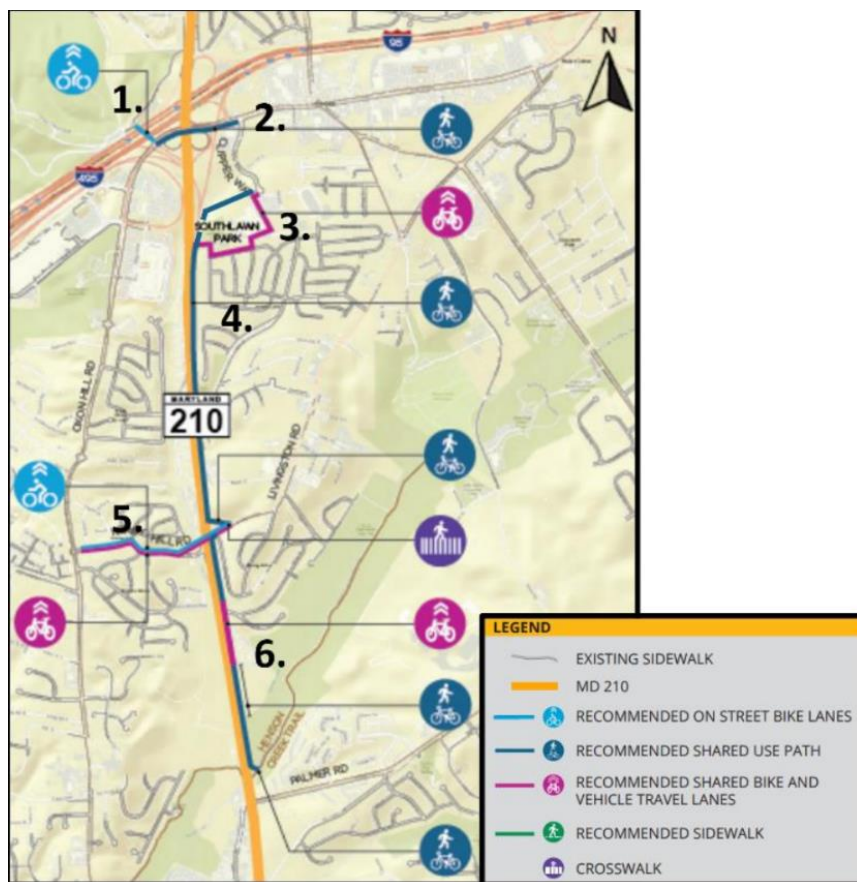 N
95
1.
2.
495
UPPER WAY
SOUTHLAWN
PARK
3.
4.
OXON HILL RD
MARYLAND
210
LIVINGSTON RD
5.
HILL RD
6.
HENSON
CREEK TRAIL
PALMER RD
LEGEND
EXISTING SIDEWALK
MD 210
RECOMMENDED ON STREET BIKE LANES
RECOMMENDED SHARED USE PATH
RECOMMENDED SHARED BIKE AND
VEHICLE TRAVEL LANES
RECOMMENDED SIDEWALK
CROSSWALK